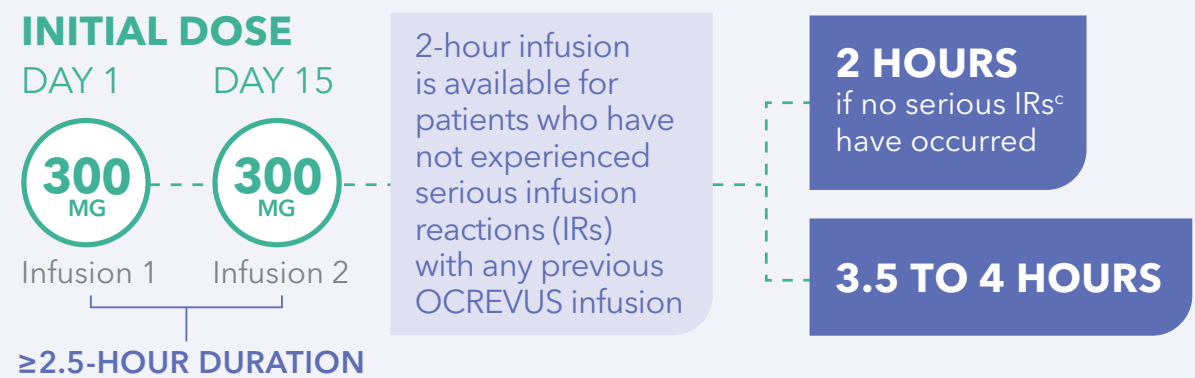 INITIAL DOSE
DAY 1
DAY 15
300
MG
300
MG
Infusion 1
Infusion 2
≥2.5-HOUR DURATION
2-hour infusion
is available for
patients who have
not experienced
serious infusion
reactions (IRs)
with any previous
OCREVUS infusion
2 HOURS
if no serious IRsᶜ
have occurred
3.5 TO 4 HOURS